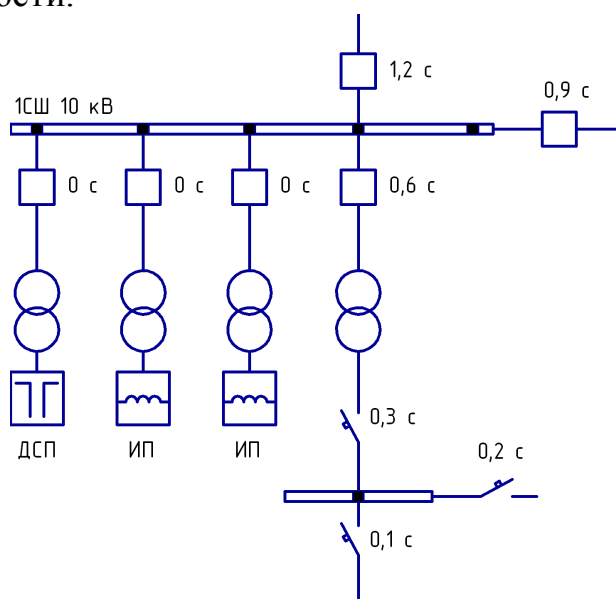 ости.
1,2 с
1СШ 10 кВ
0,9 с
0 с
0 с
0 с
0,6 с
0,3 с
ДСП
ИП
ИП
0,2 с
0,1 с